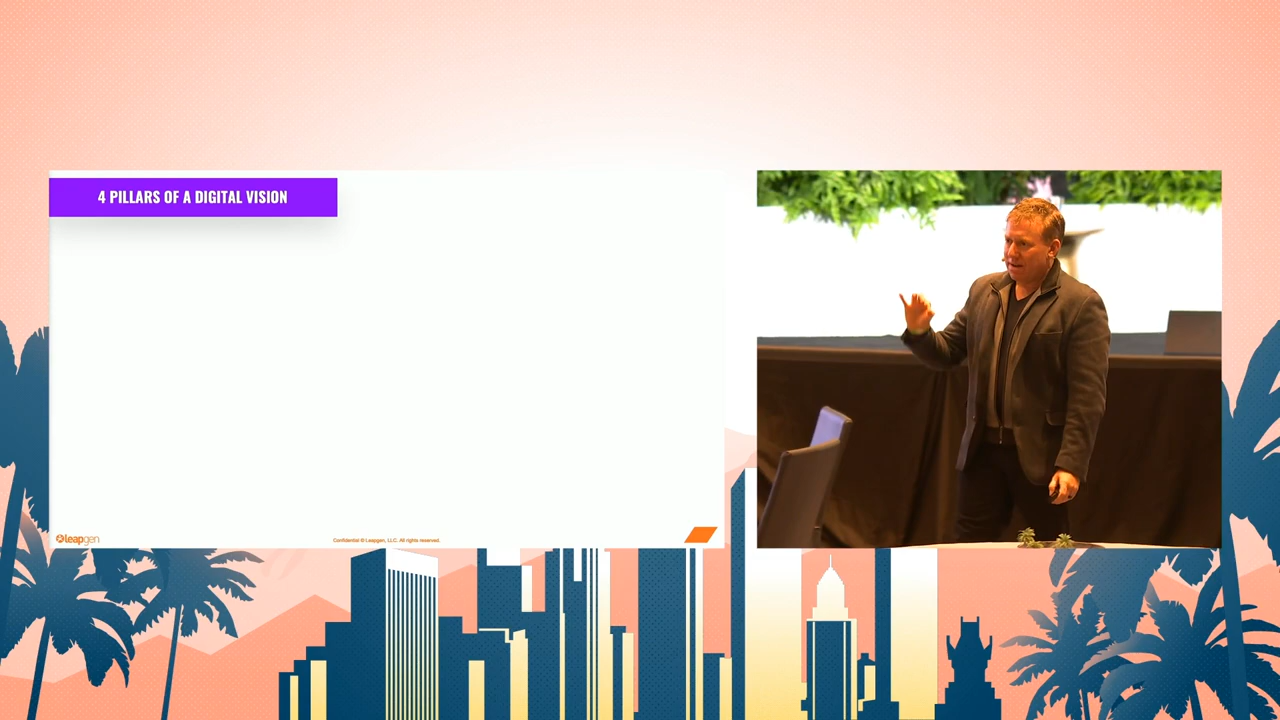 4 PILLARS OF A DIGITAL VISION
leapgen
Confidential © Leapgen, LLC. All rights reserved.